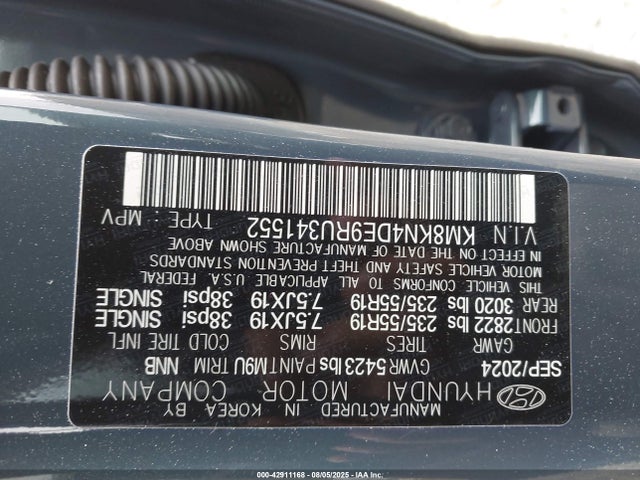 MANUFACTURED IN KOREA BY
HYUNDAI MOTOR COMPANY
SEP/2024 GVWR 5423 lbs PAINT M9U TRIM NNB
GAWR TIRES RIMS COLD TIRE INFL
FRONT 2822 lbs 235/55R19 7.5JX19 38psi SINGLE
REAR 3020 lbs 235/55R19 7.5JX19 38psi SINGLE
THIS VEHICLE CONFORMS TO ALL APPLICABLE U.S.A. FEDERAL
MOTOR VEHICLE SAFETY AND THEFT PREVENTION STANDARDS
IN EFFECT ON THE DATE OF MANUFACTURE SHOWN ABOVE.
V.I.N TYPE
KM8KN4DE9RU341552 MPV
000-42911168 - 08/05/2025 - IAA, Inc.